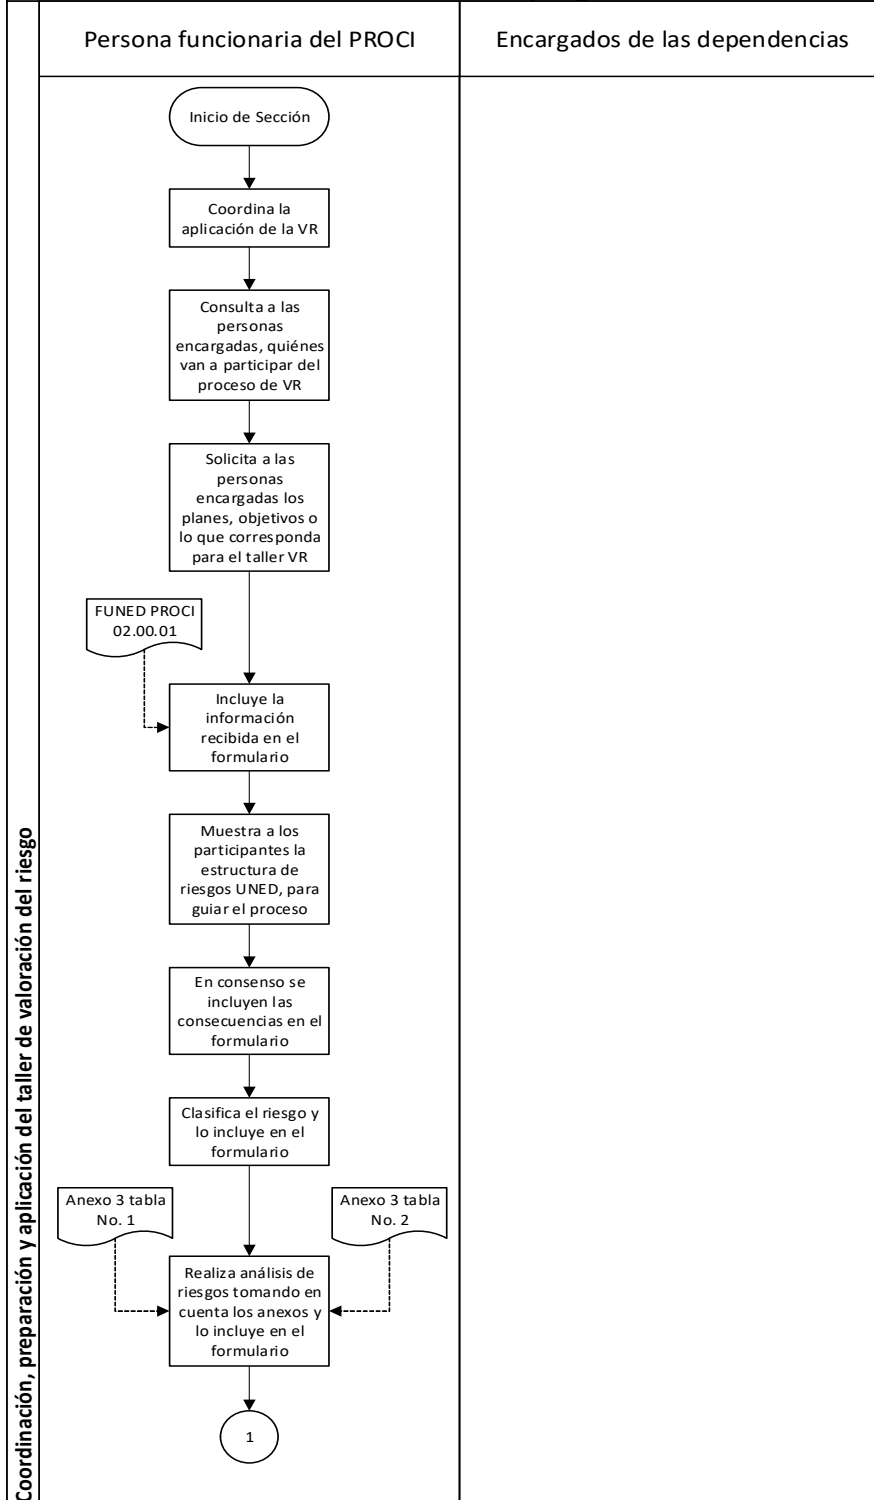 Persona funcionaria del PROCI
Encargados de las dependencias
Coordinación, preparación y aplicación del taller de valoración del riesgo
Inicio de Sección
Coordina la
aplicación de la VR
Consulta a las
personas
encargadas, quiénes
van a participar del
proceso de VR
Solicita a las
personas
encargadas los
planes, objetivos o
lo que corresponda
para el taller VR
FUNED PROCI
02.00.01
Incluye la
información
recibida en el
formulario
Muestra a los
participantes la
estructura de
riesgos UNED, para
guiar el proceso
En consenso se
incluyen las
consecuencias en el
formulario
Clasifica el riesgo y
lo incluye en el
formulario
Anexo 3 tabla
No. 1
Anexo 3 tabla
No. 2
Realiza análisis de
riesgos tomando en
cuenta los anexos y
lo incluye en el
formulario
1